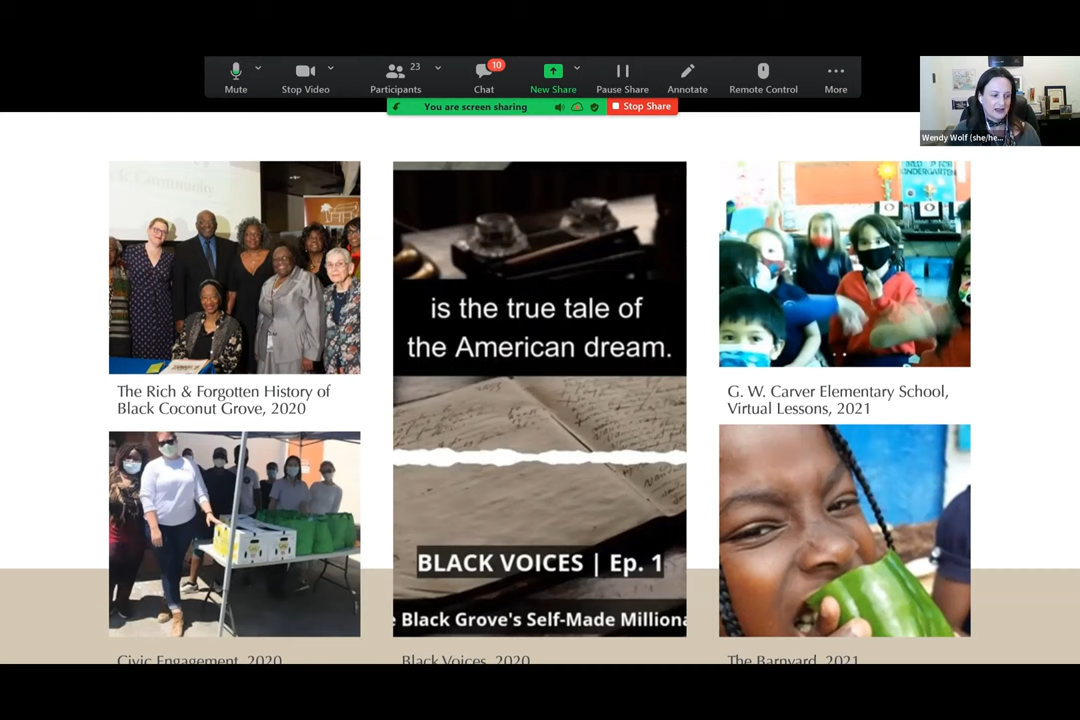 23
10
Mute
Stop Video
Participants
Chat
New Share
Pause Share
Annotate
Remote Control
More
You are screen sharing
Stop Share
Wendy Wolf (she/he...
k Community
KINDERGARTEN
is the true tale of
the American dream.
The Rich & Forgotten History of
Black Coconut Grove, 2020
G. W. Carver Elementary School,
Virtual Lessons, 2021
BLACK VOICES | Ep. 1
Black Grove's Self-Made Milliona
Civic Engagement, 2020
Black Voices, 2020
The Barnyard, 2021